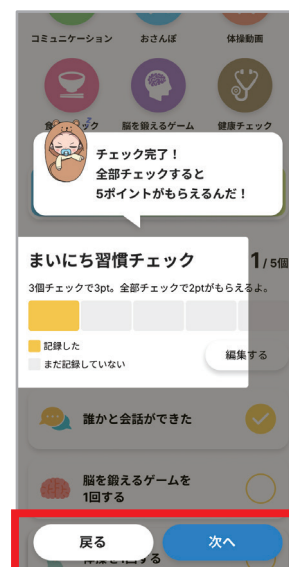 コミュニケーション おさんぽ 体操動画
脳を鍛えるゲーム 健康チェック
チェック完了！
全部チェックすると
5ポイントがもらえるんだ！
まいにち習慣チェック 1 / 5個
3個チェックで3pt。全部チェックで2ptがもらえるよ。
記録した
まだ記録していない
編集する
誰かと会話ができた
脳を鍛えるゲームを
1回する
戻る 次へ